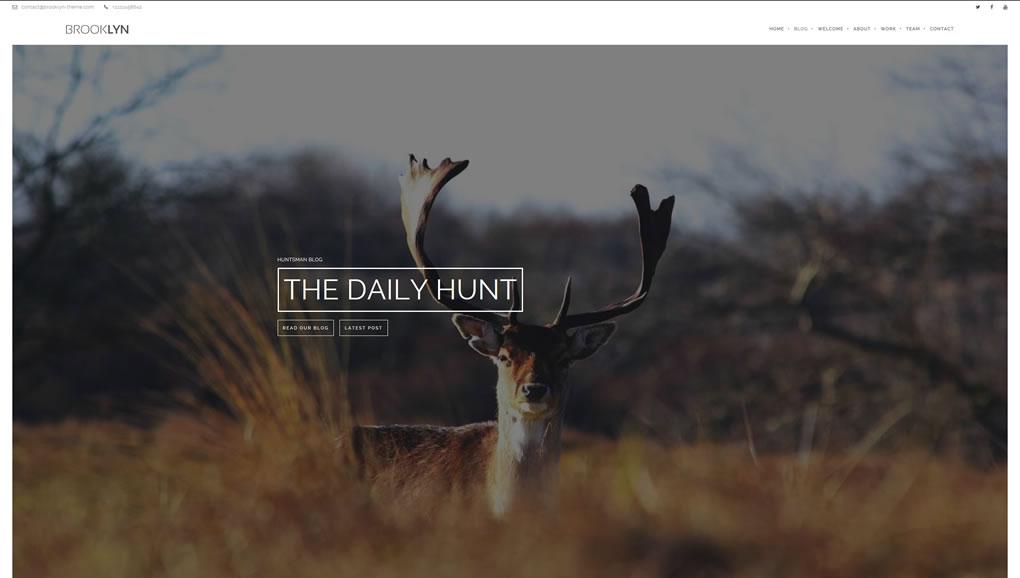 contact@brooklyn-theme.com
BROOKLYN
HOME • BLOG • WELCOME • ABOUT • WORK • TEAM • CONTACT
HUNTSMAN BLOG
THE DAILY HUNT
READ OUR BLOG LATEST POST